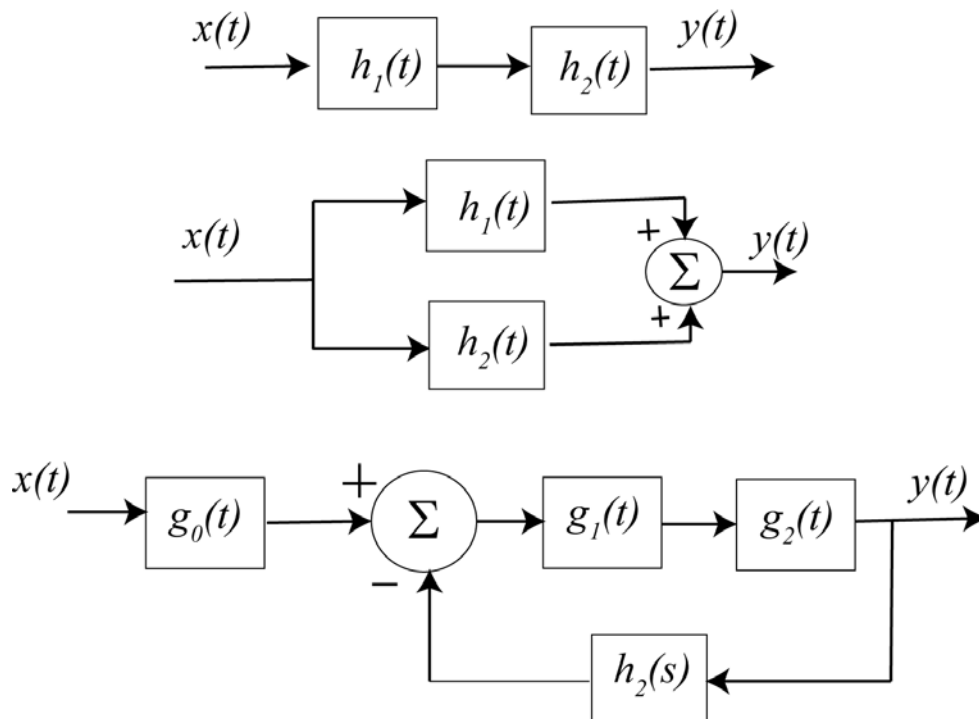 x(t) h₁(t) h₂(t) y(t)
h₁(t)
x(t) + Σ y(t)
+
h₂(t)
x(t) g₀(t) + Σ g₁(t) g₂(t) y(t)
−
h₂(s)